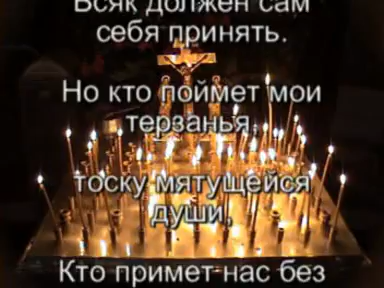 Всяк должен сам
себя принять.
Но кто поймет мои
терзанья,
тоску мятущейся
души,
Кто примет нас без